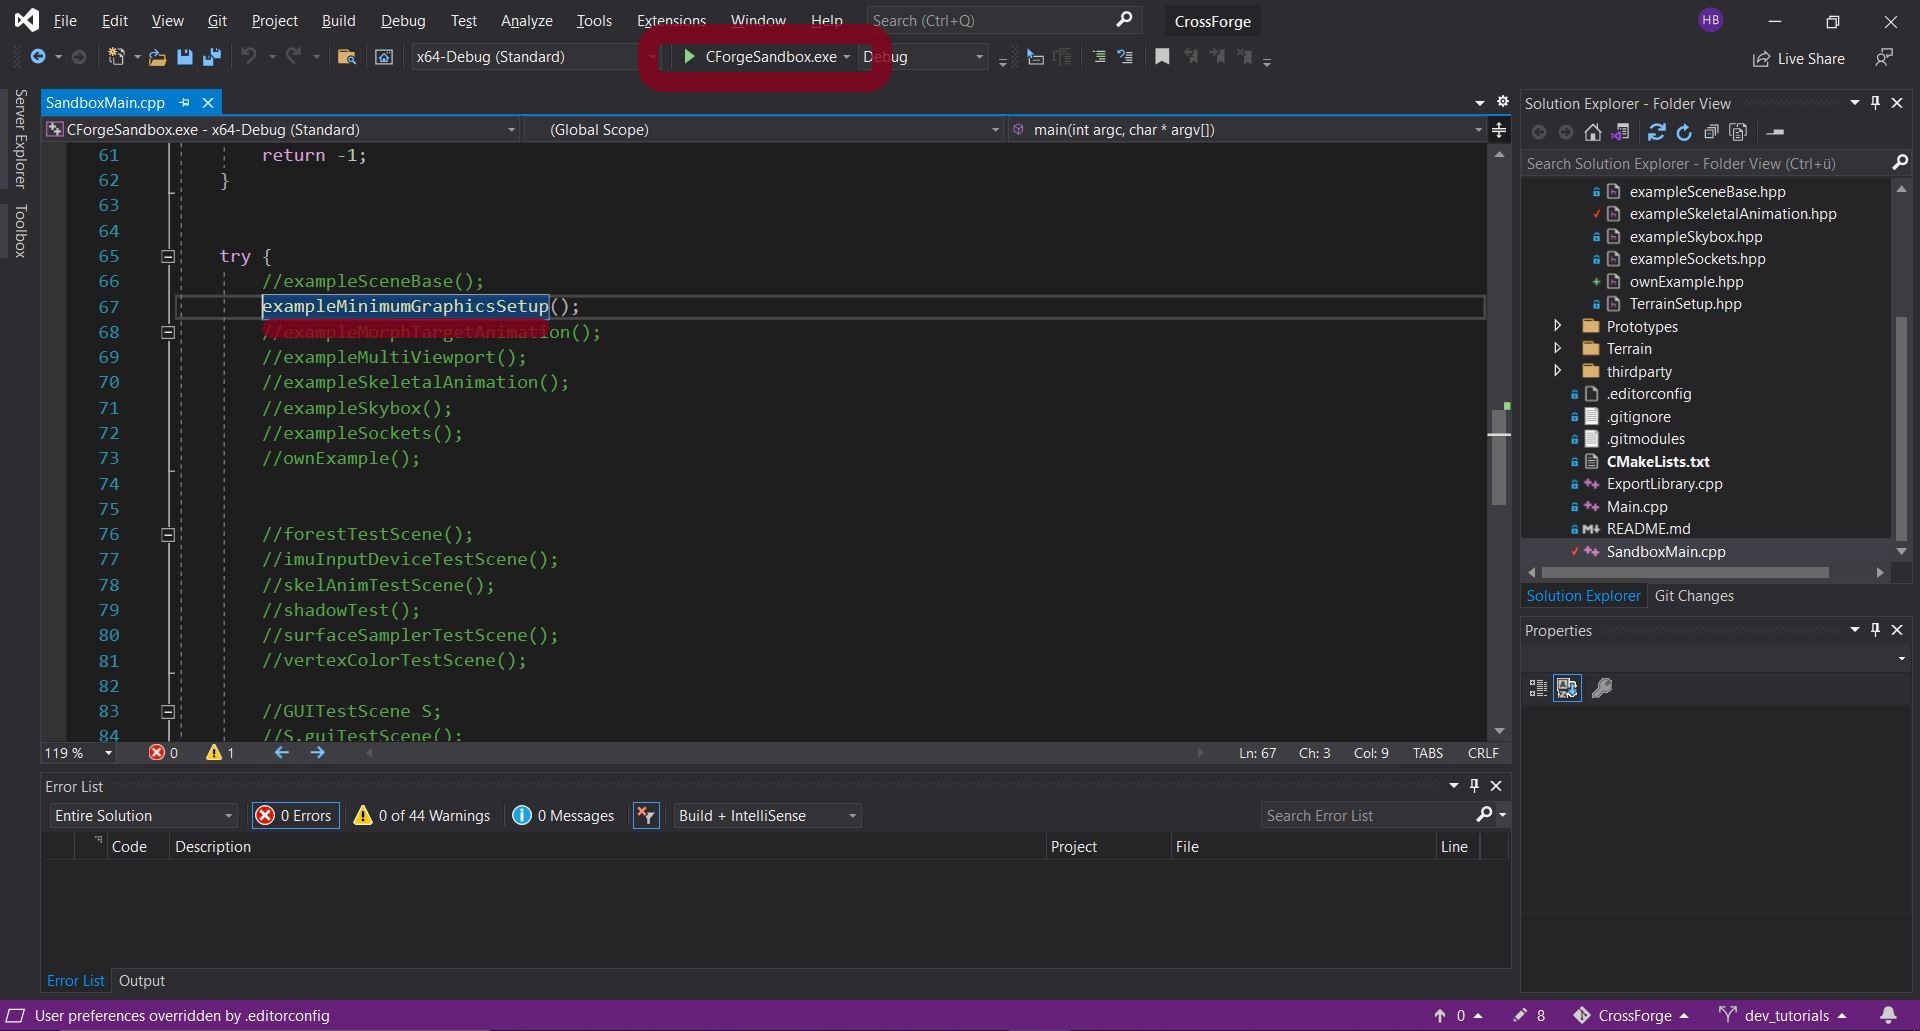 File Edit View Git Project Build Debug Test Analyze Tools Extensions Window Help Search (Ctrl+Q) CrossForge HB
x64-Debug (Standard) CForgeSandbox.exe Debug Live Share
Server Explorer
Toolbox
SandboxMain.cpp
CForgeSandbox.exe - x64-Debug (Standard) (Global Scope) main(int argc, char * argv[])
61 return -1;
62 }
63
64
65 try {
66 //exampleSceneBase();
67 exampleMinimumGraphicsSetup();
68 //exampleMorphTargetAnimation();
69 //exampleMultiViewport();
70 //exampleSkeletalAnimation();
71 //exampleSkybox();
72 //exampleSockets();
73 //ownExample();
74
75
76 //forestTestScene();
77 //imuInputDeviceTestScene();
78 //skelAnimTestScene();
79 //shadowTest();
80 //surfaceSamplerTestScene();
81 //vertexColorTestScene();
82
83 //GUITestScene S;
84 //S.guiTestScene();
119 % 0 1 Ln: 67 Ch: 3 Col: 9 TABS CRLF
Error List
Entire Solution 0 Errors 0 of 44 Warnings 0 Messages Build + IntelliSense Search Error List
Code Description Project File Line
Error List Output
Solution Explorer - Folder View
Search Solution Explorer - Folder View (Ctrl+ü)
exampleSceneBase.hpp
exampleSkeletalAnimation.hpp
exampleSkybox.hpp
exampleSockets.hpp
ownExample.hpp
TerrainSetup.hpp
Prototypes
Terrain
thirdparty
.editorconfig
.gitignore
.gitmodules
CMakeLists.txt
ExportLibrary.cpp
Main.cpp
README.md
SandboxMain.cpp
Solution Explorer Git Changes
Properties
User preferences overridden by .editorconfig 0 8 CrossForge dev_tutorials